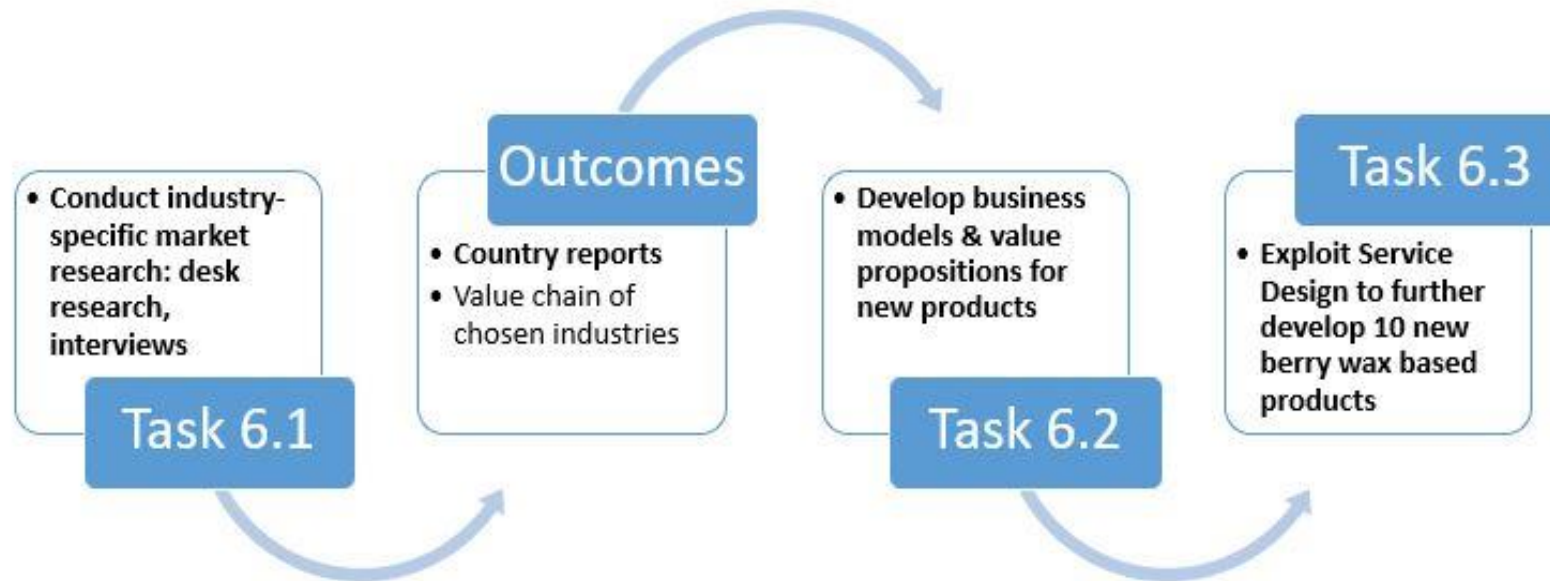 • Conduct industry-
specific market
research: desk
research,
interviews
Task 6.1
Outcomes
• Country reports
• Value chain of
chosen industries
• Develop business
models & value
propositions for
new products
Task 6.2
Task 6.3
• Exploit Service
Design to further
develop 10 new
berry wax based
products